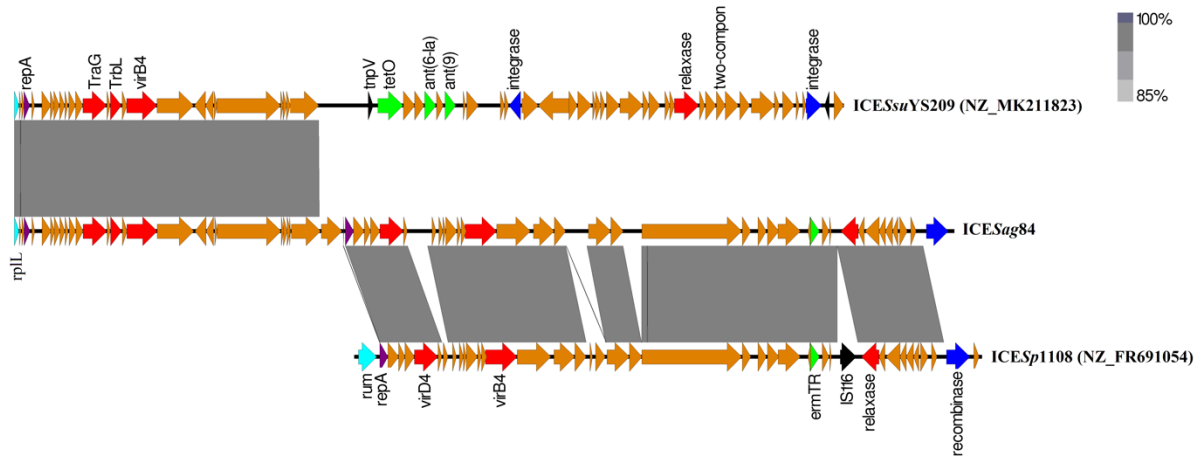 100%
85%
repA
TraG
TrbL
virB4
tnpV
tetO
ant(6-Ia)
ant(9)
integrase
relaxase
two-compon
integrase
ICESsuYS209 (NZ_MK211823)
ICESag84
rplL
ICESp1108 (NZ_FR691054)
rum
repA
virD4
virB4
ermTR
IS116
relaxase
recombinase